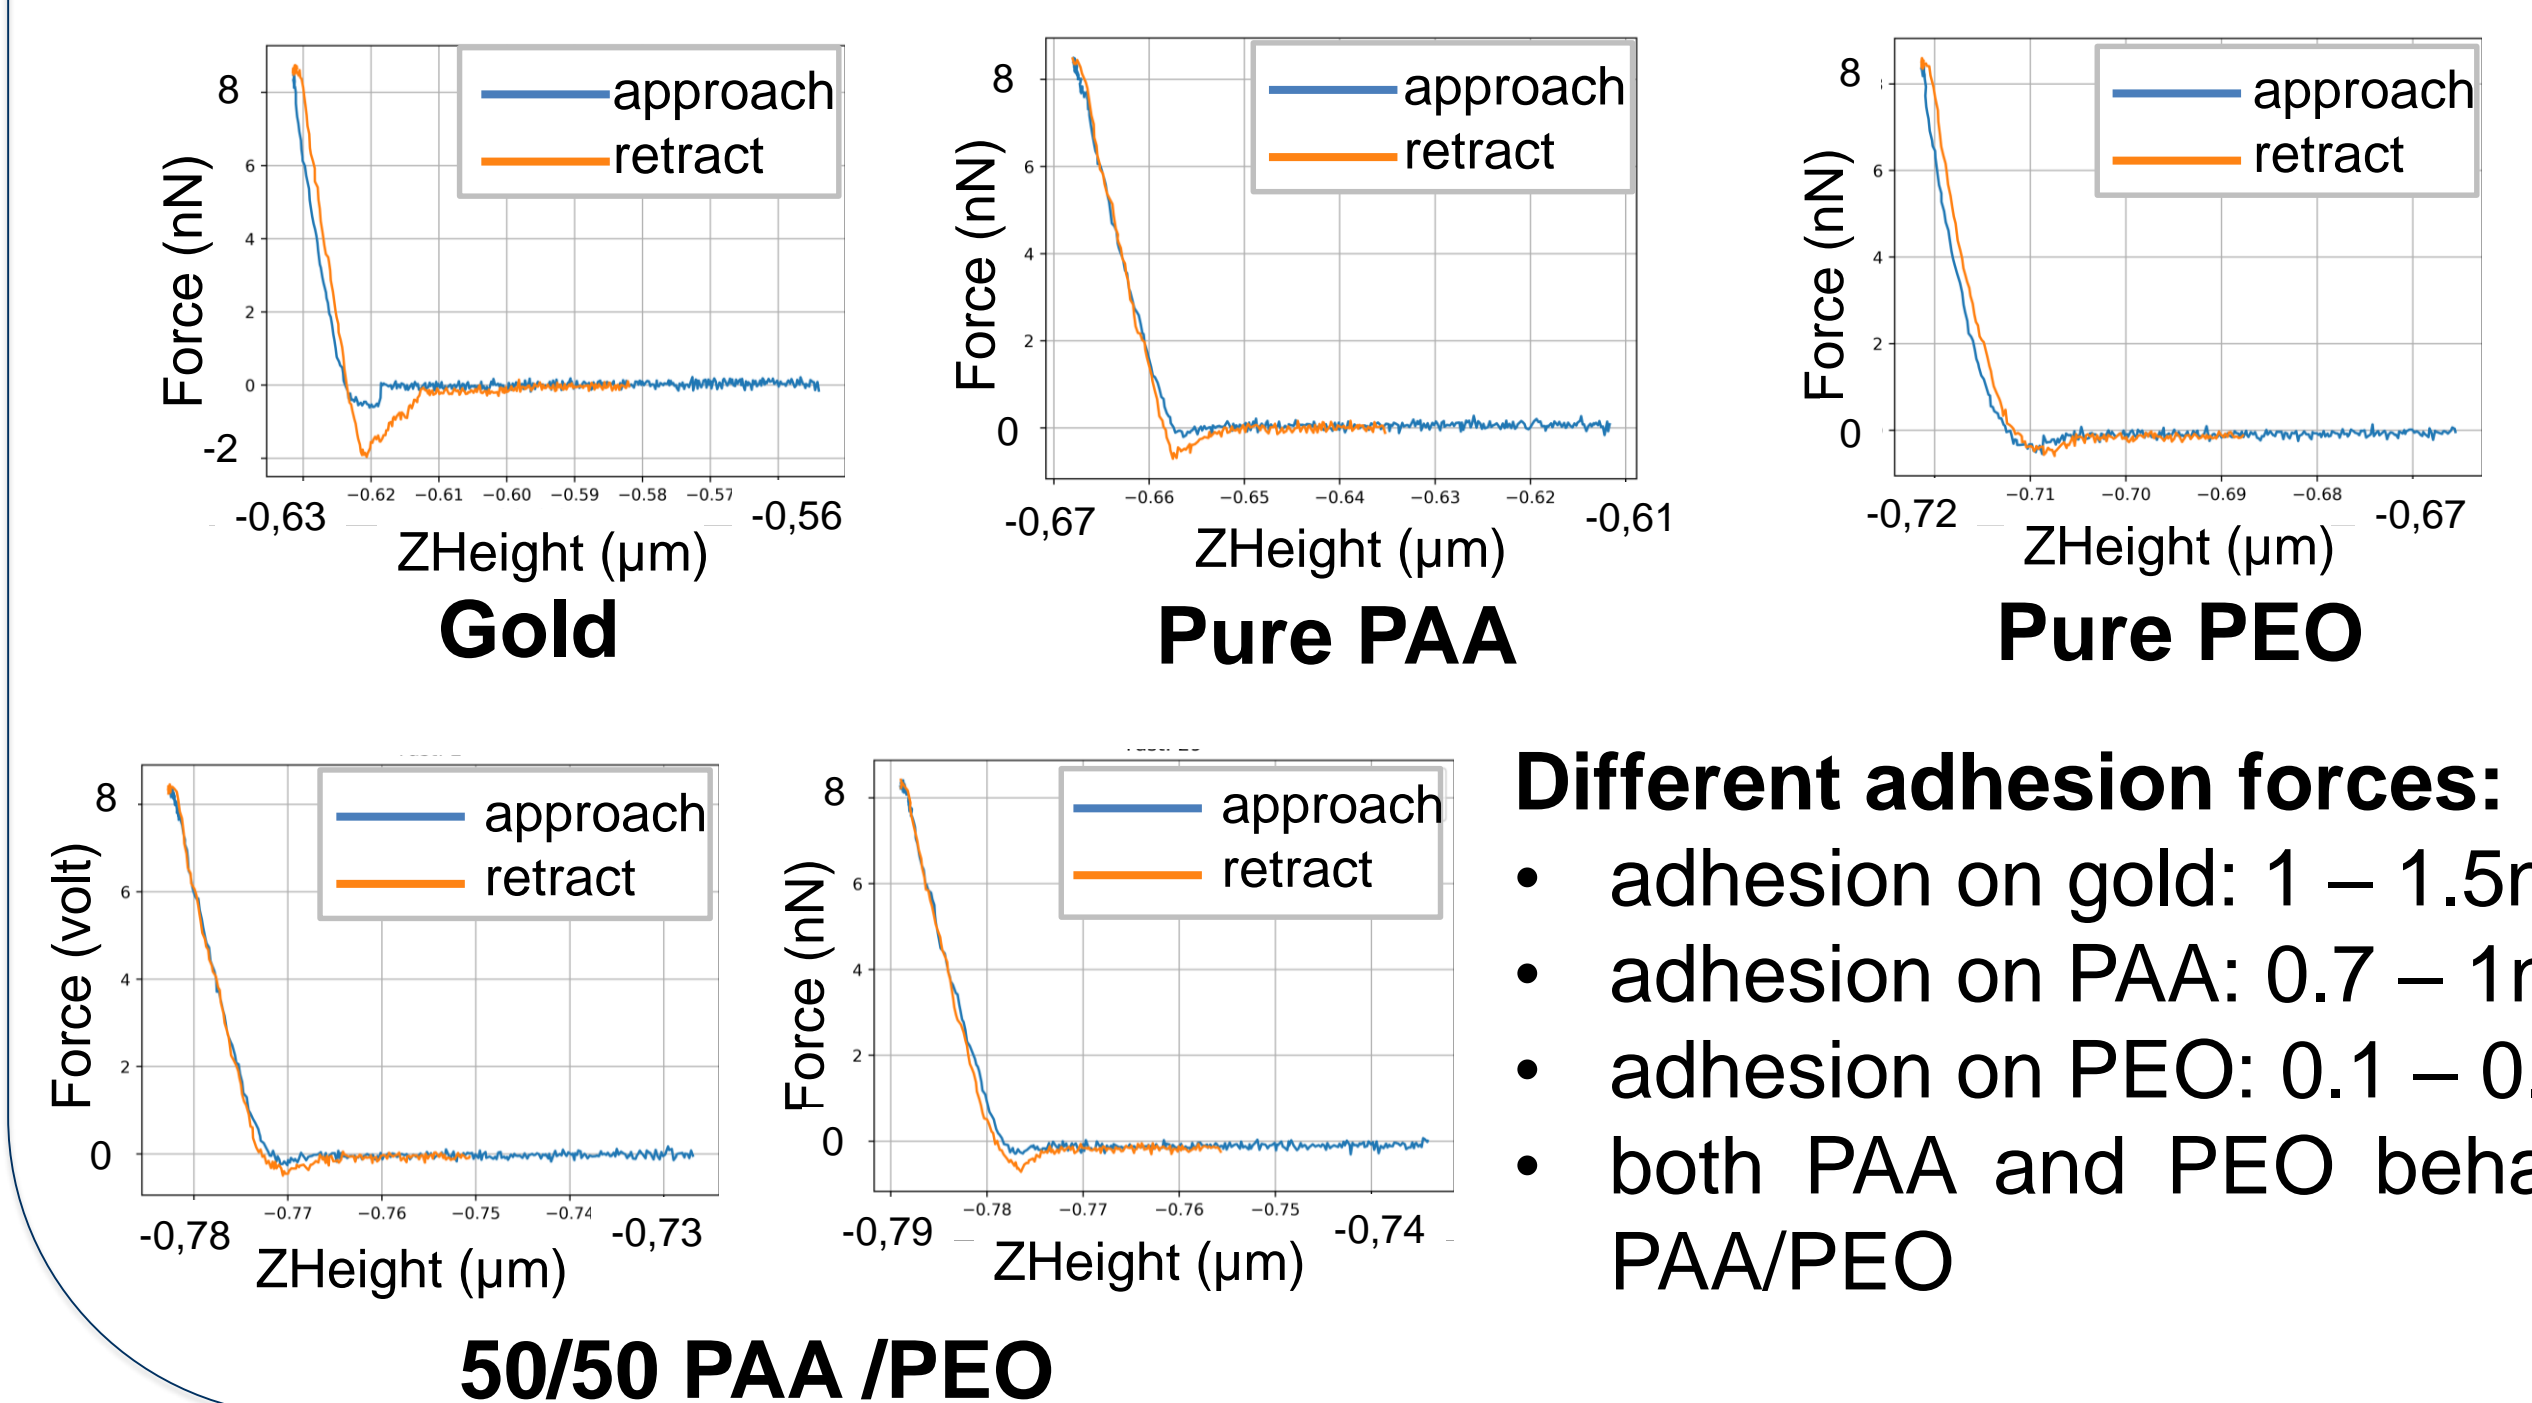 approach
retract
8
6
4
2
0
-2
Force (nN)
−0.62 −0.61 −0.60 −0.59 −0.58 −0.57
-0,63 -0,56
ZHeight (µm)
Gold
approach
retract
8
6
4
2
0
Force (nN)
−0.66 −0.65 −0.64 −0.63 −0.62
-0,67 -0,61
ZHeight (µm)
Pure PAA
approach
retract
8
6
4
2
0
Force (nN)
−0.71 −0.70 −0.69 −0.68
-0,72 -0,67
ZHeight (µm)
Pure PEO
approach
retract
8
6
4
2
0
Force (volt)
−0.77 −0.76 −0.75 −0.74
-0,78 -0,73
ZHeight (µm)
approach
retract
8
6
4
2
0
Force (nN)
−0.78 −0.77 −0.76 −0.75
-0,79 -0,74
ZHeight (µm)
50/50 PAA /PEO
Different adhesion forces:
• adhesion on gold: 1 – 1.5
• adhesion on PAA: 0.7 – 1
• adhesion on PEO: 0.1 – 0.
• both PAA and PEO
PAA/PEO